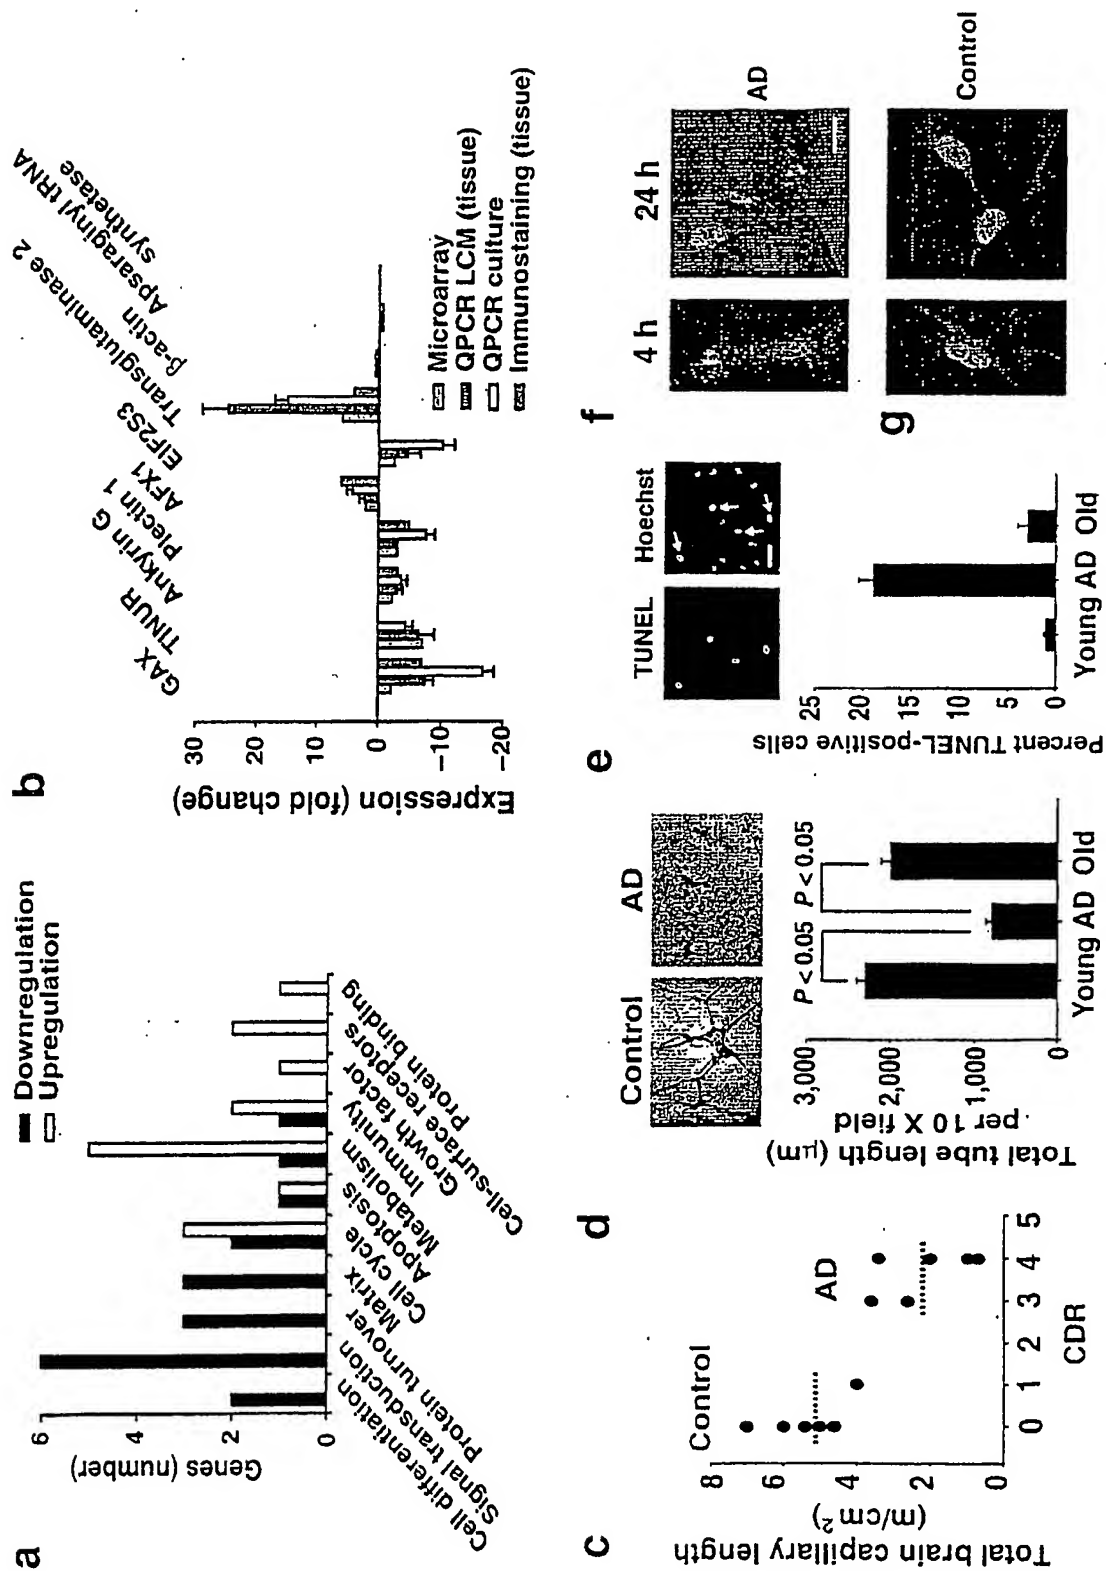 a
Downregulation
Upregulation
Genes (number)
6
4
2
0
Cell differentiation
Signal transduction
Protein turnover
Matrix
Cell cycle
Apoptosis
Metabolism
Immunity
Growth factor
Cell-surface receptors
Protein binding
b
GAX
TINUR
Ankyrin G
Plectin 1
AFX1
EIF2S3
Transglutaminase 2
β-actin
Apsaraginyl tRNA
synthetase
Expression (fold change)
30
20
10
0
-10
-20
Microarray
QPCR LCM (tissue)
QPCR culture
Immunostaining (tissue)
c
Total brain capillary length
(m/cm2)
8
6
4
2
Control
AD
0 1 2 3 4 5
CDR
d
Control
AD
Total tube length (μm)
per 10 X field
3,000
2,000
1,000
0
P < 0.05
P < 0.05
Young AD Old
e
TUNEL
Hoechst
Percent TUNEL-positive cells
25
20
15
10
5
0
Young AD Old
f
4 h
24 h
AD
g
Control